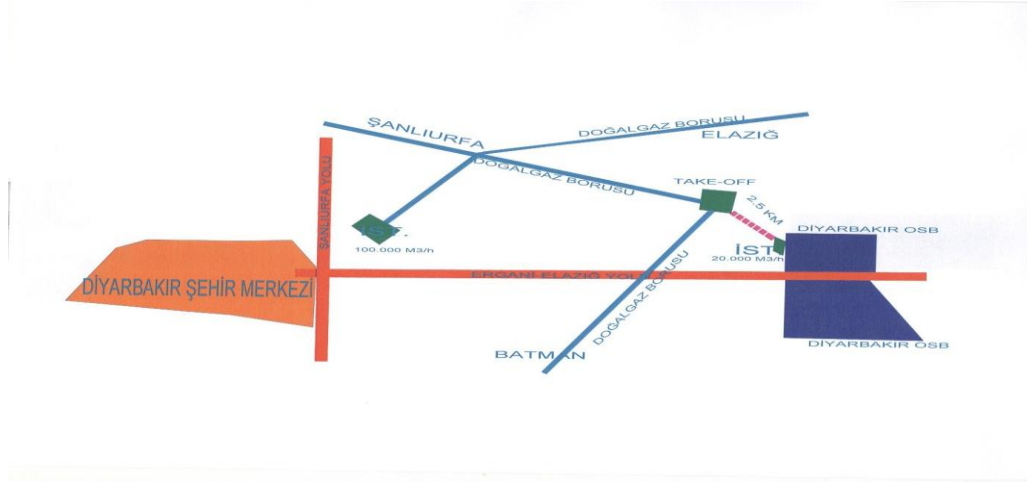 ŞANLIURFA
DOĞALGAZ BORUSU
ELAZIĞ
DOĞALGAZ BORUSU
TAKE-OFF
ŞANLIURFA YOLU
2.5 KM
İST.
100.000 M3/h
DİYARBAKIR OSB
İST
20.000 M3/h
DİYARBAKIR ŞEHİR MERKEZİ
ERGANİ ELAZIĞ YOLU
DOĞALGAZ BORUSU
BATMAN
DİYARBAKIR OSB